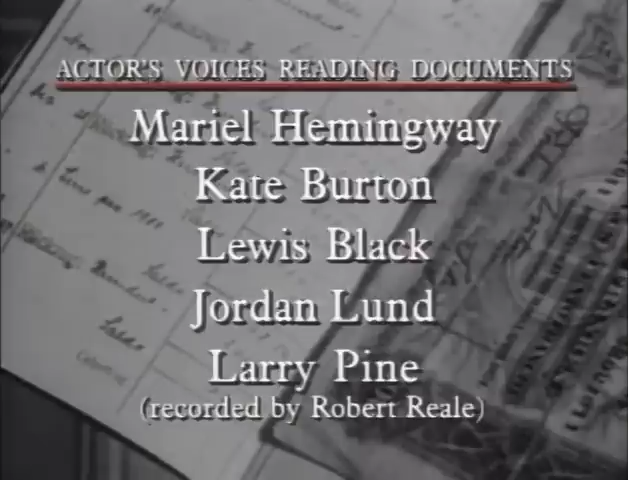 ACTOR'S VOICES READING DOCUMENTS
Mariel Hemingway
Kate Burton
Lewis Black
Jordan Lund
Larry Pine
(recorded by Robert Reale)